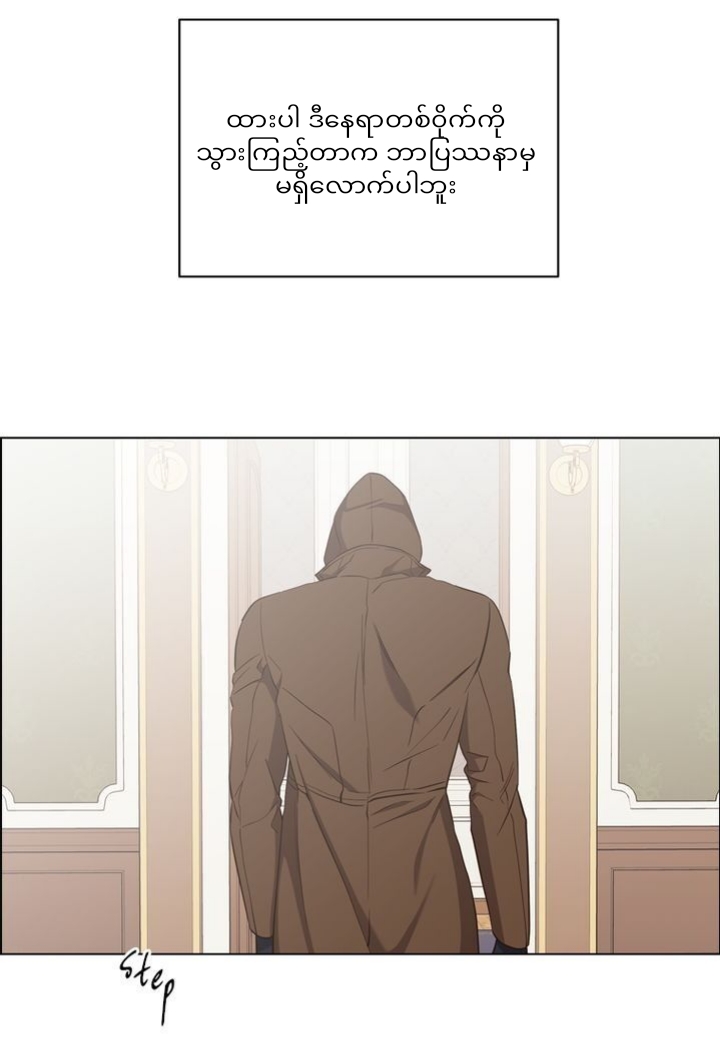 ထားပါ ဒီနေရာတစ်ဝိုက်ကို
သွားကြည့်တာက ဘာပြဿနာမှ
မရှိလောက်ပါဘူး
step